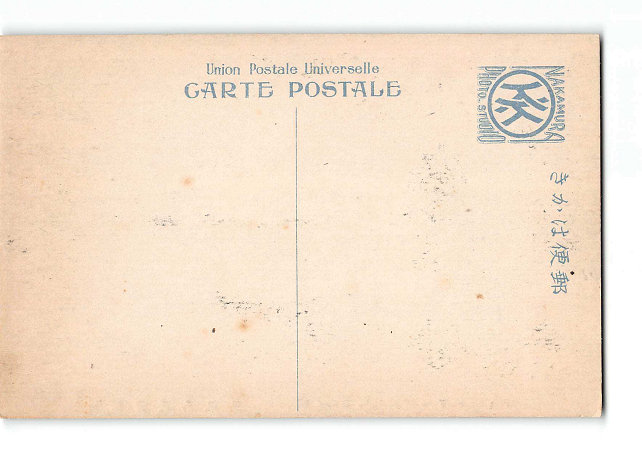 Union Postale Universelle
CARTE POSTALE
NAKAMURA
PHOTO-STUDIO
きかは便郵